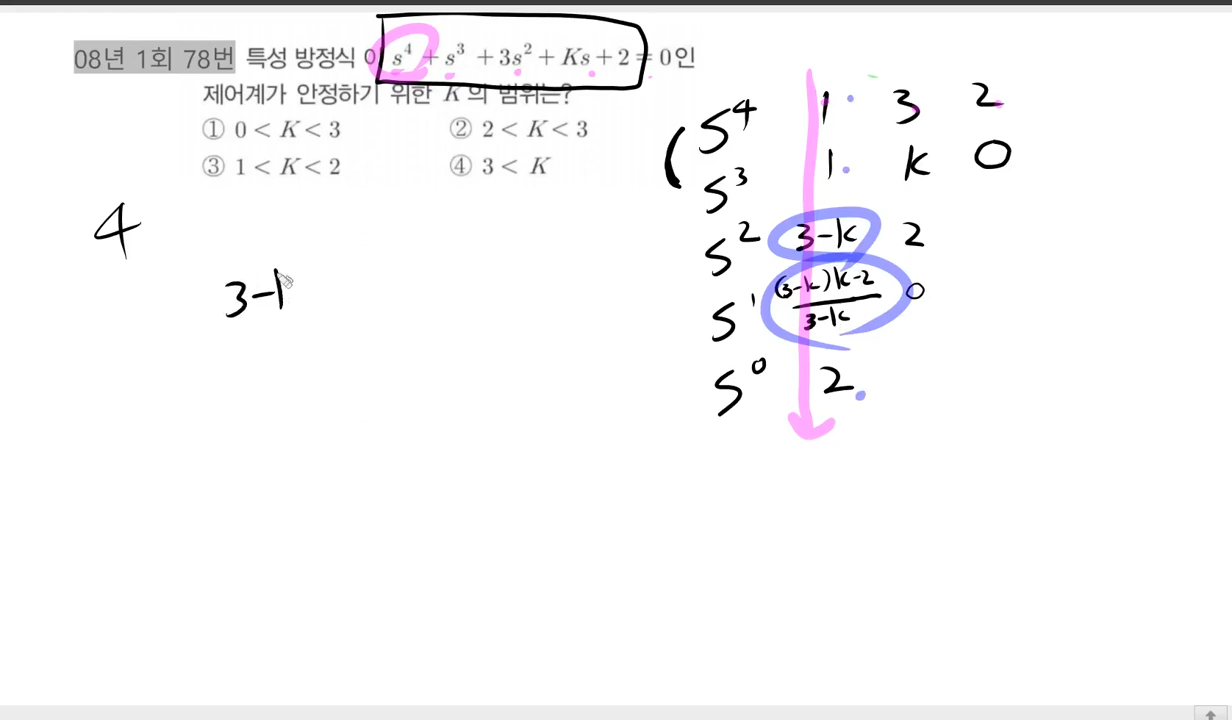 08년 1회 78번 특성 방정식 이 s⁴ + s³ + 3s² + Ks + 2 = 0인
제어계가 안정하기 위한 K의 범위는?
① 0 < K < 3 ② 2 < K < 3
③ 1 < K < 2 ④ 3 < K
S⁴ 1 3 2
S³ 1 k 0
S² 3-k 2
S¹ (3-k)k-2 / 3-k 0
S⁰ 2
4
3-1